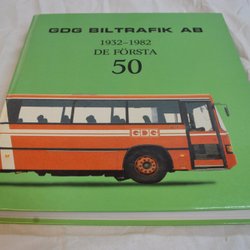 GDG BILTRAFIK AB
1932-1982
DE FÖRSTA
50
GDG